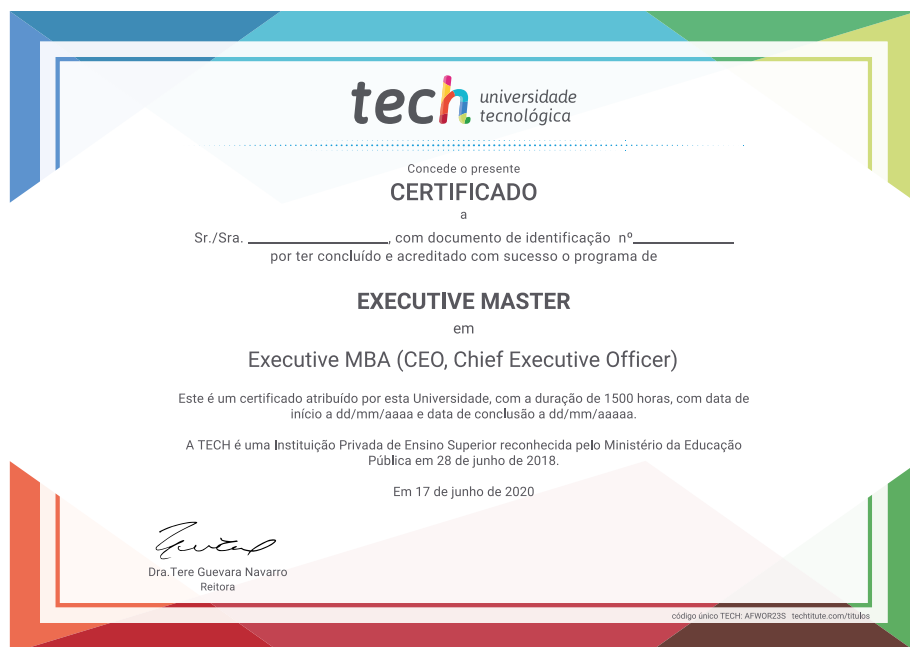 tech universidade
tecnológica
Concede o presente
CERTIFICADO
a
Sr./Sra. ________________, com documento de identificação nº____________
por ter concluído e acreditado com sucesso o programa de
EXECUTIVE MASTER
em
Executive MBA (CEO, Chief Executive Officer)
Este é um certificado atribuído por esta Universidade, com a duração de 1500 horas, com data de
início a dd/mm/aaaa e data de conclusão a dd/mm/aaaaa.
A TECH é uma Instituição Privada de Ensino Superior reconhecida pelo Ministério da Educação
Pública em 28 de junho de 2018.
Em 17 de junho de 2020
Dra.Tere Guevara Navarro
Reitora
código único TECH: AFWOR23S techtitute.com/titulos